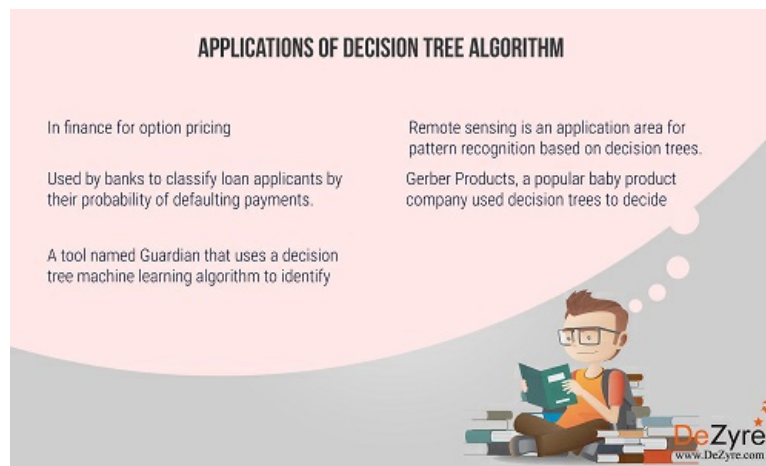 APPLICATIONS OF DECISION TREE ALGORITHM
In finance for option pricing
Used by banks to classify loan applicants by
their probability of defaulting payments.
A tool named Guardian that uses a decision
tree machine learning algorithm to identify
Remote sensing is an application area for
pattern recognition based on decision trees.
Gerber Products, a popular baby product
company used decision trees to decide
DeZyre
www.DeZyre.com